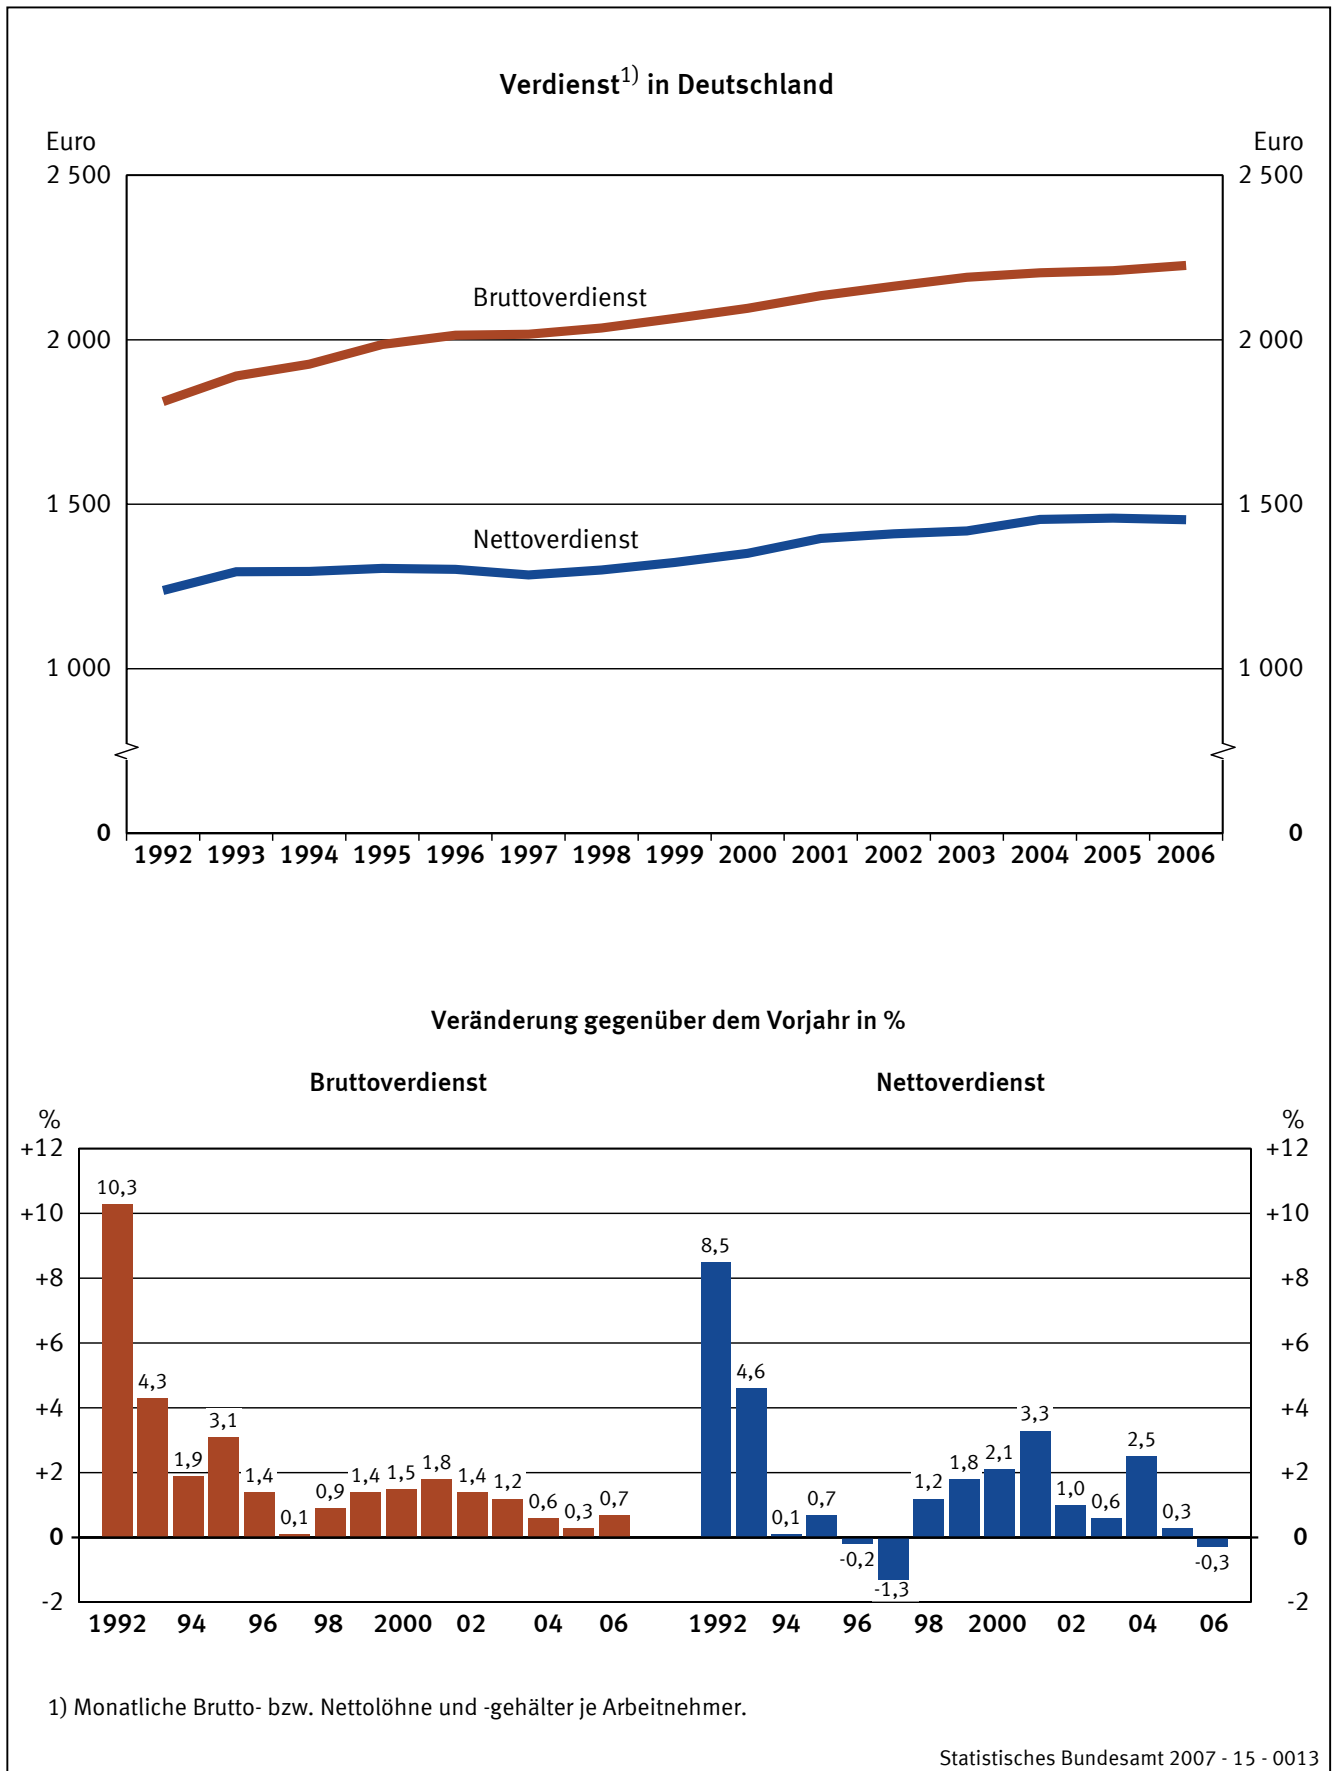 Verdienst1) in Deutschland
Euro Euro
2 500 2 500
Bruttoverdienst
2 000 2 000
1 500 1 500
Nettoverdienst
1 000 1 000
0 0
1992 1993 1994 1995 1996 1997 1998 1999 2000 2001 2002 2003 2004 2005 2006
Veränderung gegenüber dem Vorjahr in %
Bruttoverdienst Nettoverdienst
% %
+12 +12
10,3
+10 +10
8,5
+8 +8
+6 +6
4,3 4,6
+4 +4
3,1 3,3
1,9 1,4 1,4 1,5 1,8 1,4 1,2 1,8 2,1 2,5
+2 +2
0,1 0,9 0,6 0,3 0,7 0,1 0,7 1,2 1,0 0,6 0,3
0 0
-0,2 -1,3 -0,3
-2 -2
1992 94 96 98 2000 02 04 06 1992 94 96 98 2000 02 04 06
1) Monatliche Brutto- bzw. Nettolöhne und -gehälter je Arbeitnehmer.
Statistisches Bundesamt 2007 - 15 - 0013